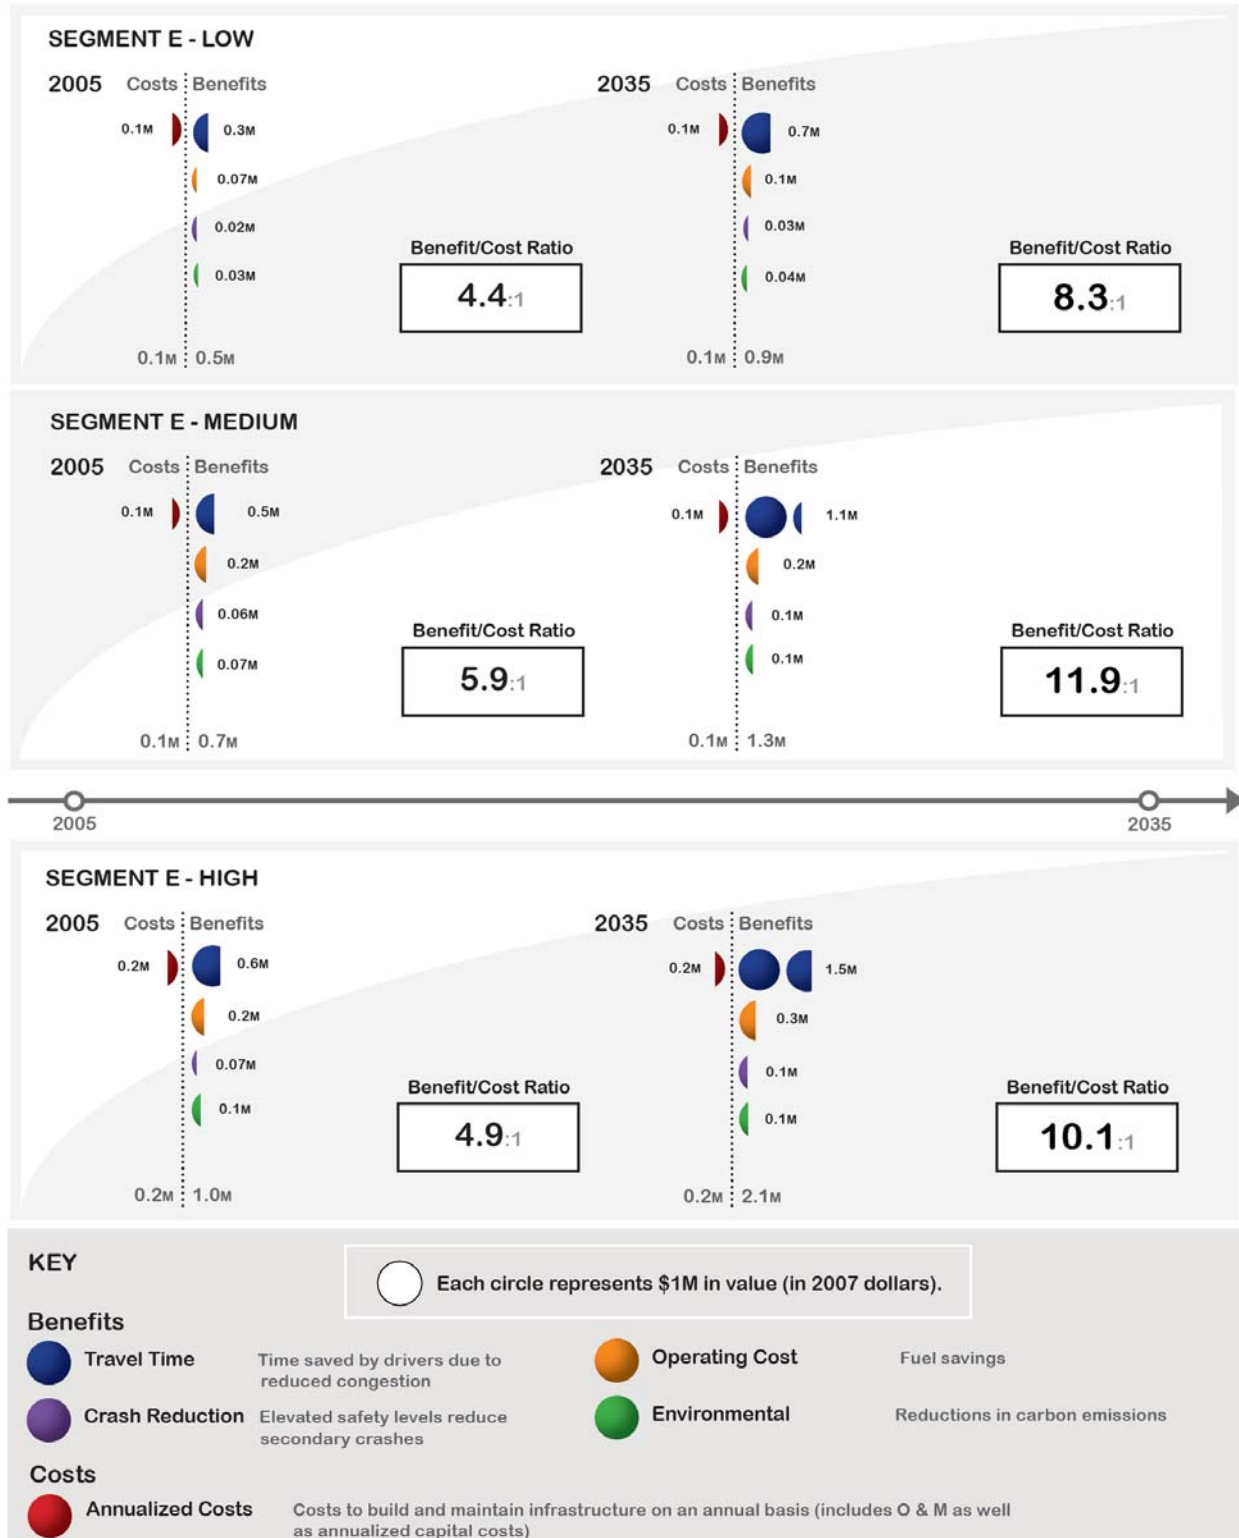 SEGMENT E - LOW
2005 Costs Benefits
0.1M 0.3M
0.07M
0.02M
0.03M
Benefit/Cost Ratio
4.4:1
0.1M 0.5M
2035 Costs Benefits
0.1M 0.7M
0.1M
0.03M
0.04M
Benefit/Cost Ratio
8.3:1
0.1M 0.9M
SEGMENT E - MEDIUM
2005 Costs Benefits
0.1M 0.5M
0.2M
0.06M
0.07M
Benefit/Cost Ratio
5.9:1
0.1M 0.7M
2035 Costs Benefits
0.1M 1.1M
0.2M
0.1M
0.1M
Benefit/Cost Ratio
11.9:1
0.1M 1.3M
2005 2035
SEGMENT E - HIGH
2005 Costs Benefits
0.2M 0.6M
0.2M
0.07M
0.1M
Benefit/Cost Ratio
4.9:1
0.2M 1.0M
2035 Costs Benefits
0.2M 1.5M
0.3M
0.1M
0.1M
Benefit/Cost Ratio
10.1:1
0.2M 2.1M
KEY
Each circle represents $1M in value (in 2007 dollars).
Benefits
Travel Time Time saved by drivers due to
reduced congestion
Operating Cost Fuel savings
Crash Reduction Elevated safety levels reduce
secondary crashes
Environmental Reductions in carbon emissions
Costs
Annualized Costs Costs to build and maintain infrastructure on an annual basis (includes O & M as well
as annualized capital costs)